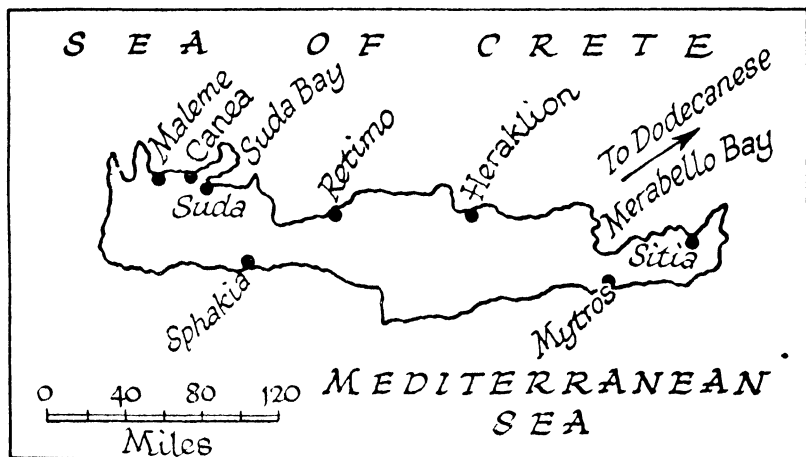 SEA OF CRETE
Maleme
Canea
Suda Bay
Retimo
Heraklion
To Dodecanese
Merabello Bay
Suda
Sitia
Sphakia
Mytros
0 40 80 120
Miles
MEDITERRANEAN
SEA